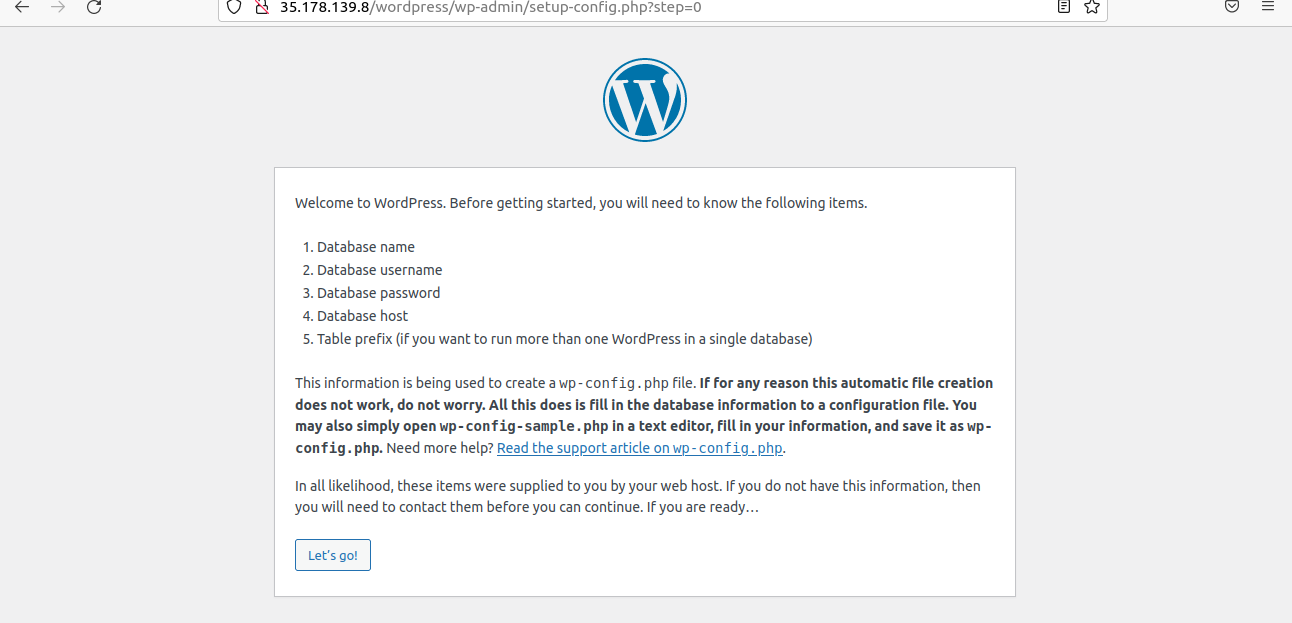 35.178.139.8/wordpress/wp-admin/setup-config.php?step=0
Welcome to WordPress. Before getting started, you will need to know the following items.
1. Database name
2. Database username
3. Database password
4. Database host
5. Table prefix (if you want to run more than one WordPress in a single database)
This information is being used to create a wp-config.php file. If for any reason this automatic file creation
does not work, do not worry. All this does is fill in the database information to a configuration file. You
may also simply open wp-config-sample.php in a text editor, fill in your information, and save it as wp-
config.php. Need more help? Read the support article on wp-config.php.
In all likelihood, these items were supplied to you by your web host. If you do not have this information, then
you will need to contact them before you can continue. If you are ready…
Let’s go!